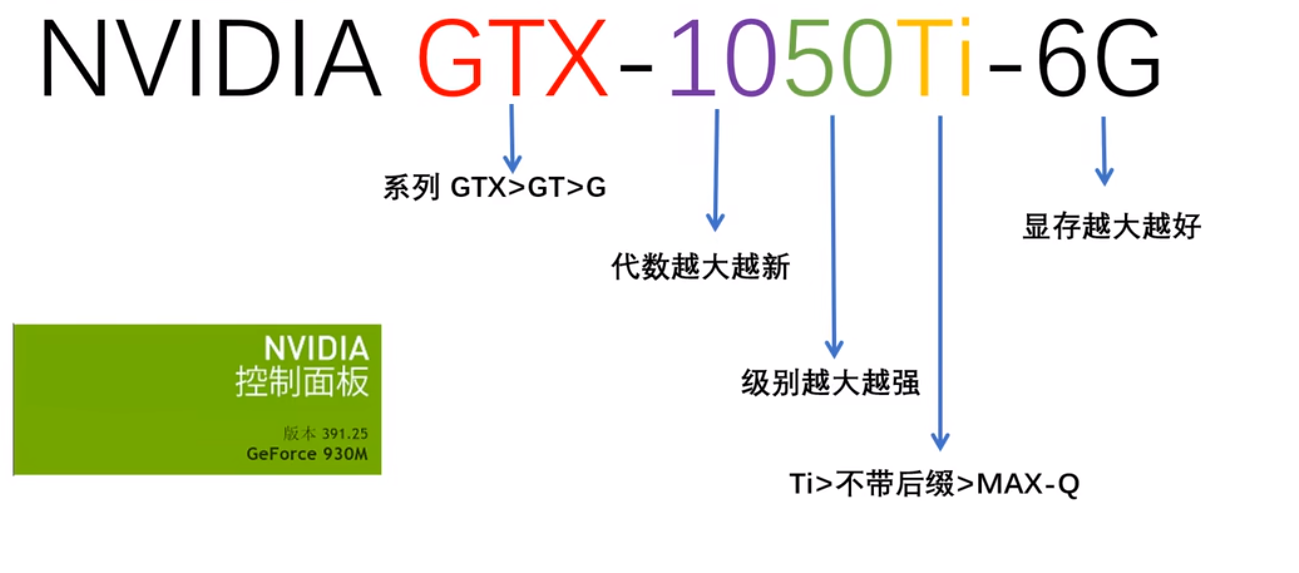 NVIDIA GTX-1050Ti-6G
系列 GTX>GT>G
显存越大越好
代数越大越新
NVIDIA
控制面板
级别越大越强
版本 391.25
GeForce 930M
Ti>不带后缀>MAX-Q